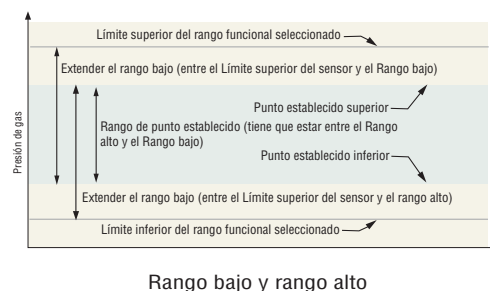 Límite superior del rango funcional seleccionado
Extender el rango bajo (entre el Límite superior del sensor y el Rango bajo)
Punto establecido superior
Rango de punto establecido (tiene que estar entre el Rango
alto y el Rango bajo)
Punto establecido inferior
Extender el rango bajo (entre el Límite superior del sensor y el rango alto)
Límite inferior del rango funcional seleccionado
Presión de gas
Rango bajo y rango alto